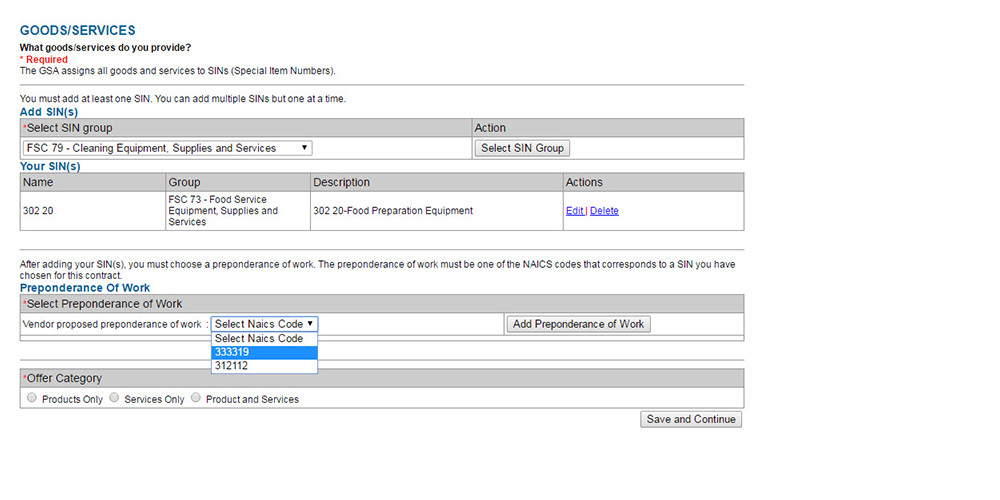 GOODS/SERVICES
What goods/services do you provide?
* Required
The GSA assigns all goods and services to SINs (Special Item Numbers).
You must add at least one SIN. You can add multiple SINs but one at a time.
Add SIN(s)
*Select SIN group Action
FSC 79 - Cleaning Equipment, Supplies and Services Select SIN Group
Your SIN(s)
Name Group Description Actions
FSC 73 - Food Service
302 20 Equipment, Supplies and 302 20-Food Preparation Equipment Edit | Delete
Services
After adding your SIN(s), you must choose a preponderance of work. The preponderance of work must be one of the NAICS codes that corresponds to a SIN you have
chosen for this contract.
Preponderance Of Work
*Select Preponderance of Work
Vendor proposed preponderance of work : Select Naics Code Add Preponderance of Work
Select Naics Code
333319
312112
*Offer Category
Products Only Services Only Product and Services
Save and Continue